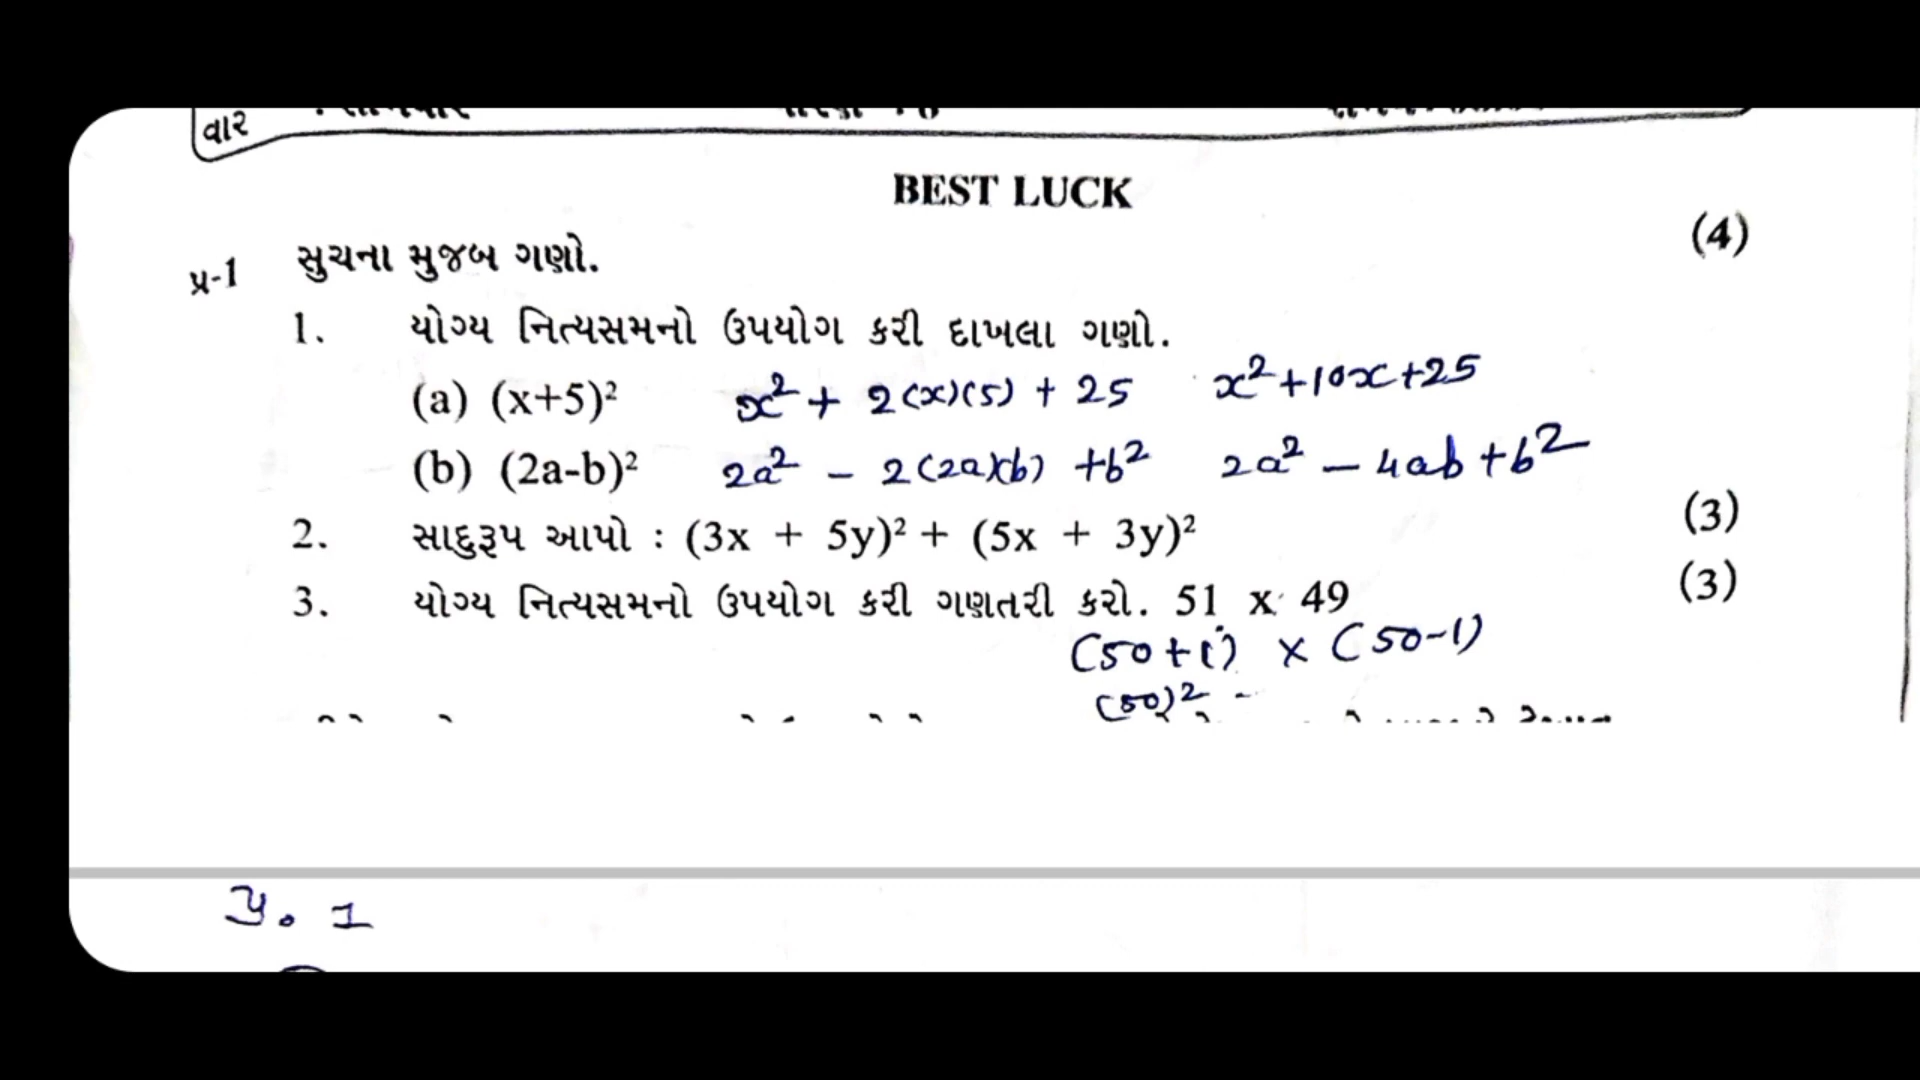 વાર
BEST LUCK
પ્ર-1 સુચના મુજબ ગણો. (4)
1. યોગ્ય નિત્યસમનો ઉપયોગ કરી દાખલા ગણો.
(a) (x+5)² x² + 2(x)(5) + 25 x²+10x+25
(b) (2a-b)² 2a² - 2(2a)(b) +b² 2a² - 4ab +b²
2. સાદુરૂપ આપો : (3x + 5y)² + (5x + 3y)² (3)
3. યોગ્ય નિત્યસમનો ઉપયોગ કરી ગણતરી કરો. 51 x 49 (3)
(50+1) x (50-1)
(50)² -
પ્ર. 1